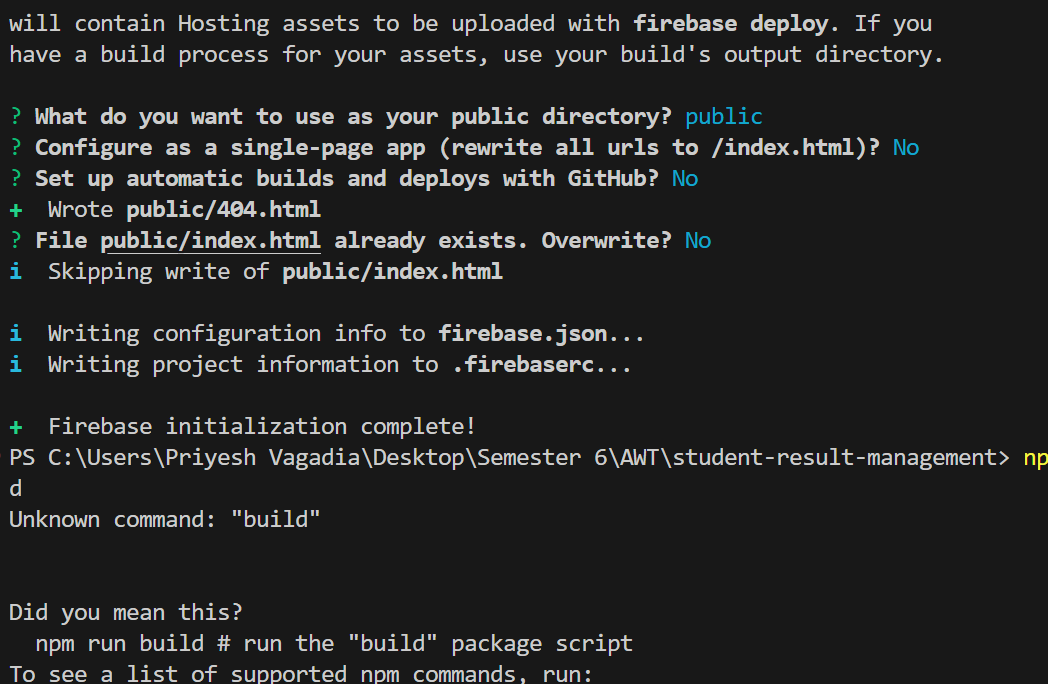 will contain Hosting assets to be uploaded with firebase deploy. If you
have a build process for your assets, use your build's output directory.
? What do you want to use as your public directory? public
? Configure as a single-page app (rewrite all urls to /index.html)? No
? Set up automatic builds and deploys with GitHub? No
+ Wrote public/404.html
? File public/index.html already exists. Overwrite? No
i Skipping write of public/index.html
i Writing configuration info to firebase.json...
i Writing project information to .firebaserc...
+ Firebase initialization complete!
PS C:\Users\Priyesh Vagadia\Desktop\Semester 6\AWT\student-result-management> np
d
Unknown command: "build"
Did you mean this?
npm run build # run the "build" package script
To see a list of supported npm commands, run: